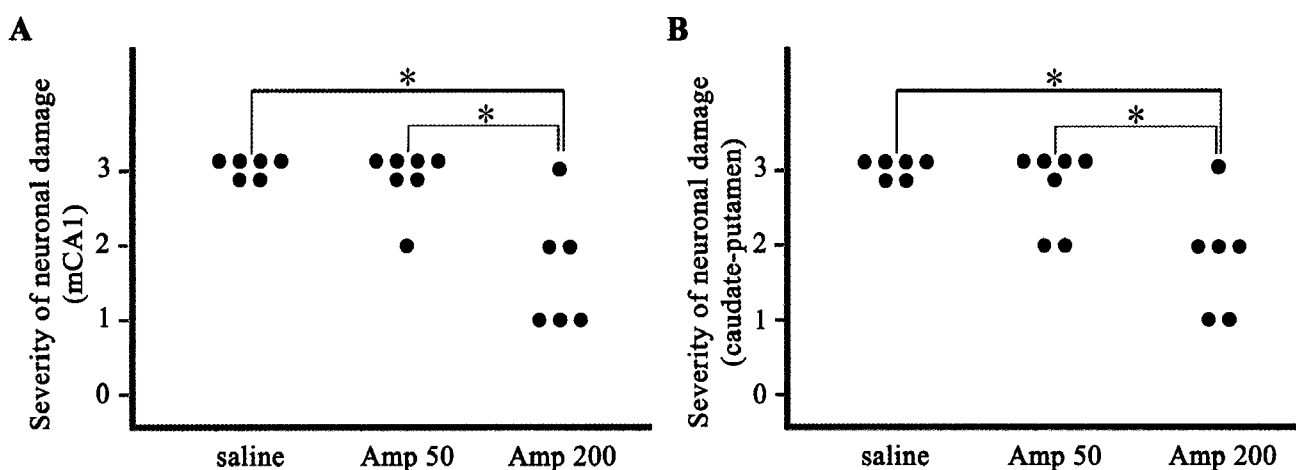 A
Severity of neuronal damage
(mCA1)
3
2
1
0
*
*
saline Amp 50 Amp 200
B
Severity of neuronal damage
(caudate-putamen)
3
2
1
0
*
*
saline Amp 50 Amp 200